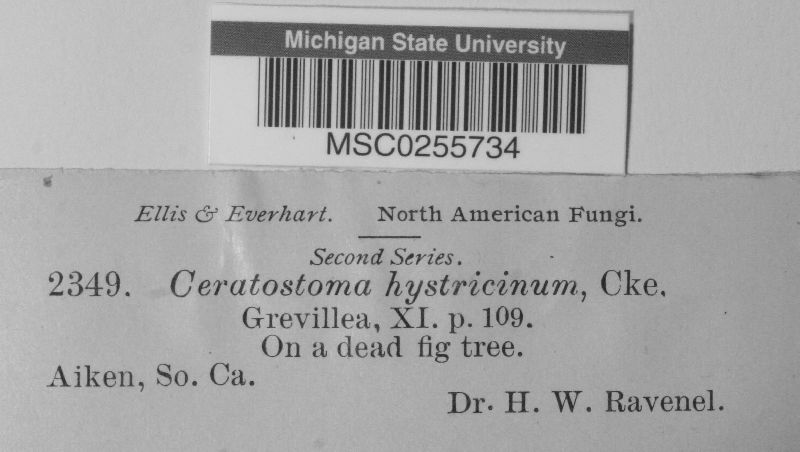 Michigan State University
MSC0255734
Ellis & Everhart. North American Fungi.
Second Series.
2349. Ceratostoma hystricinum, Cke.
Grevillea, XI. p. 109.
On a dead fig tree.
Aiken, So. Ca.
Dr. H. W. Ravenel.